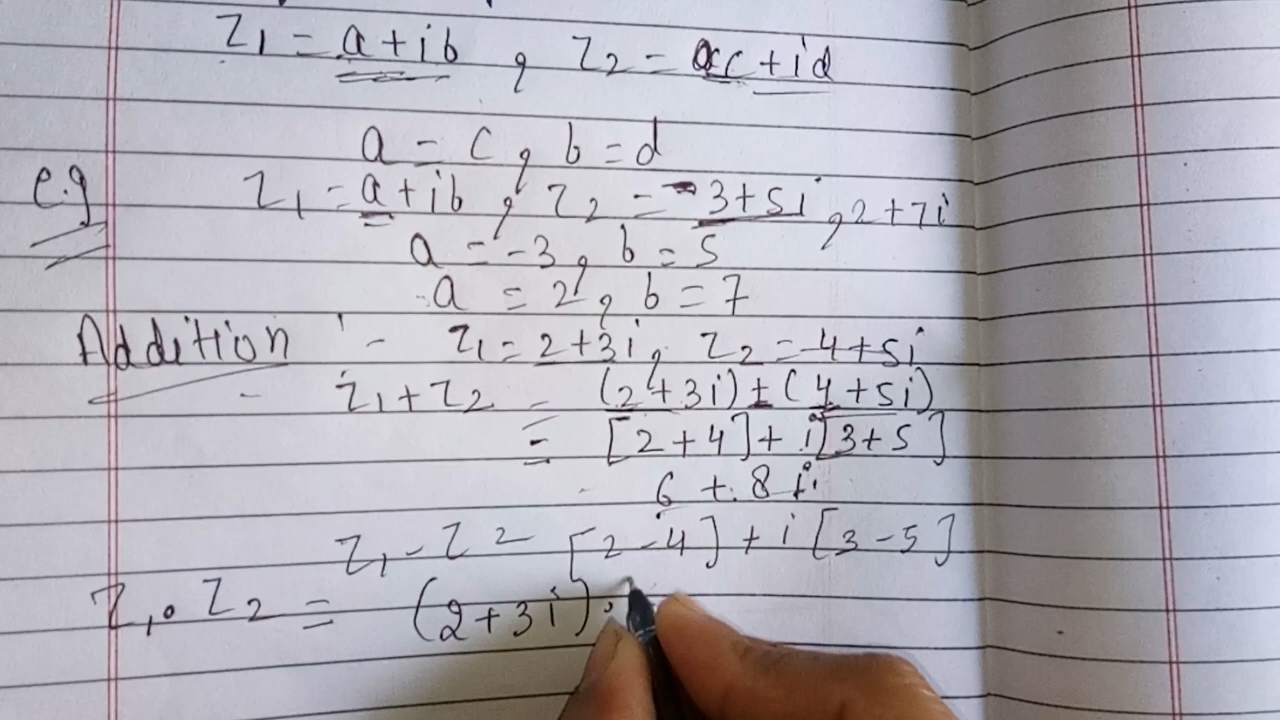 Z1 = a+ib , Z2 = c+id
a = c , b = d
e.g Z1 = a+ib , Z2 = -3+5i , 2+7i
a = -3 , b = 5
a = 2 , b = 7
Addition :- Z1 = 2+3i , Z2 = 4+5i
- Z1+Z2 = (2+3i)+(4+5i)
= [2+4]+i[3+5]
6 + 8i
Z1-Z2 [2-4]+i[3-5]
Z1.Z2 = (2+3i).